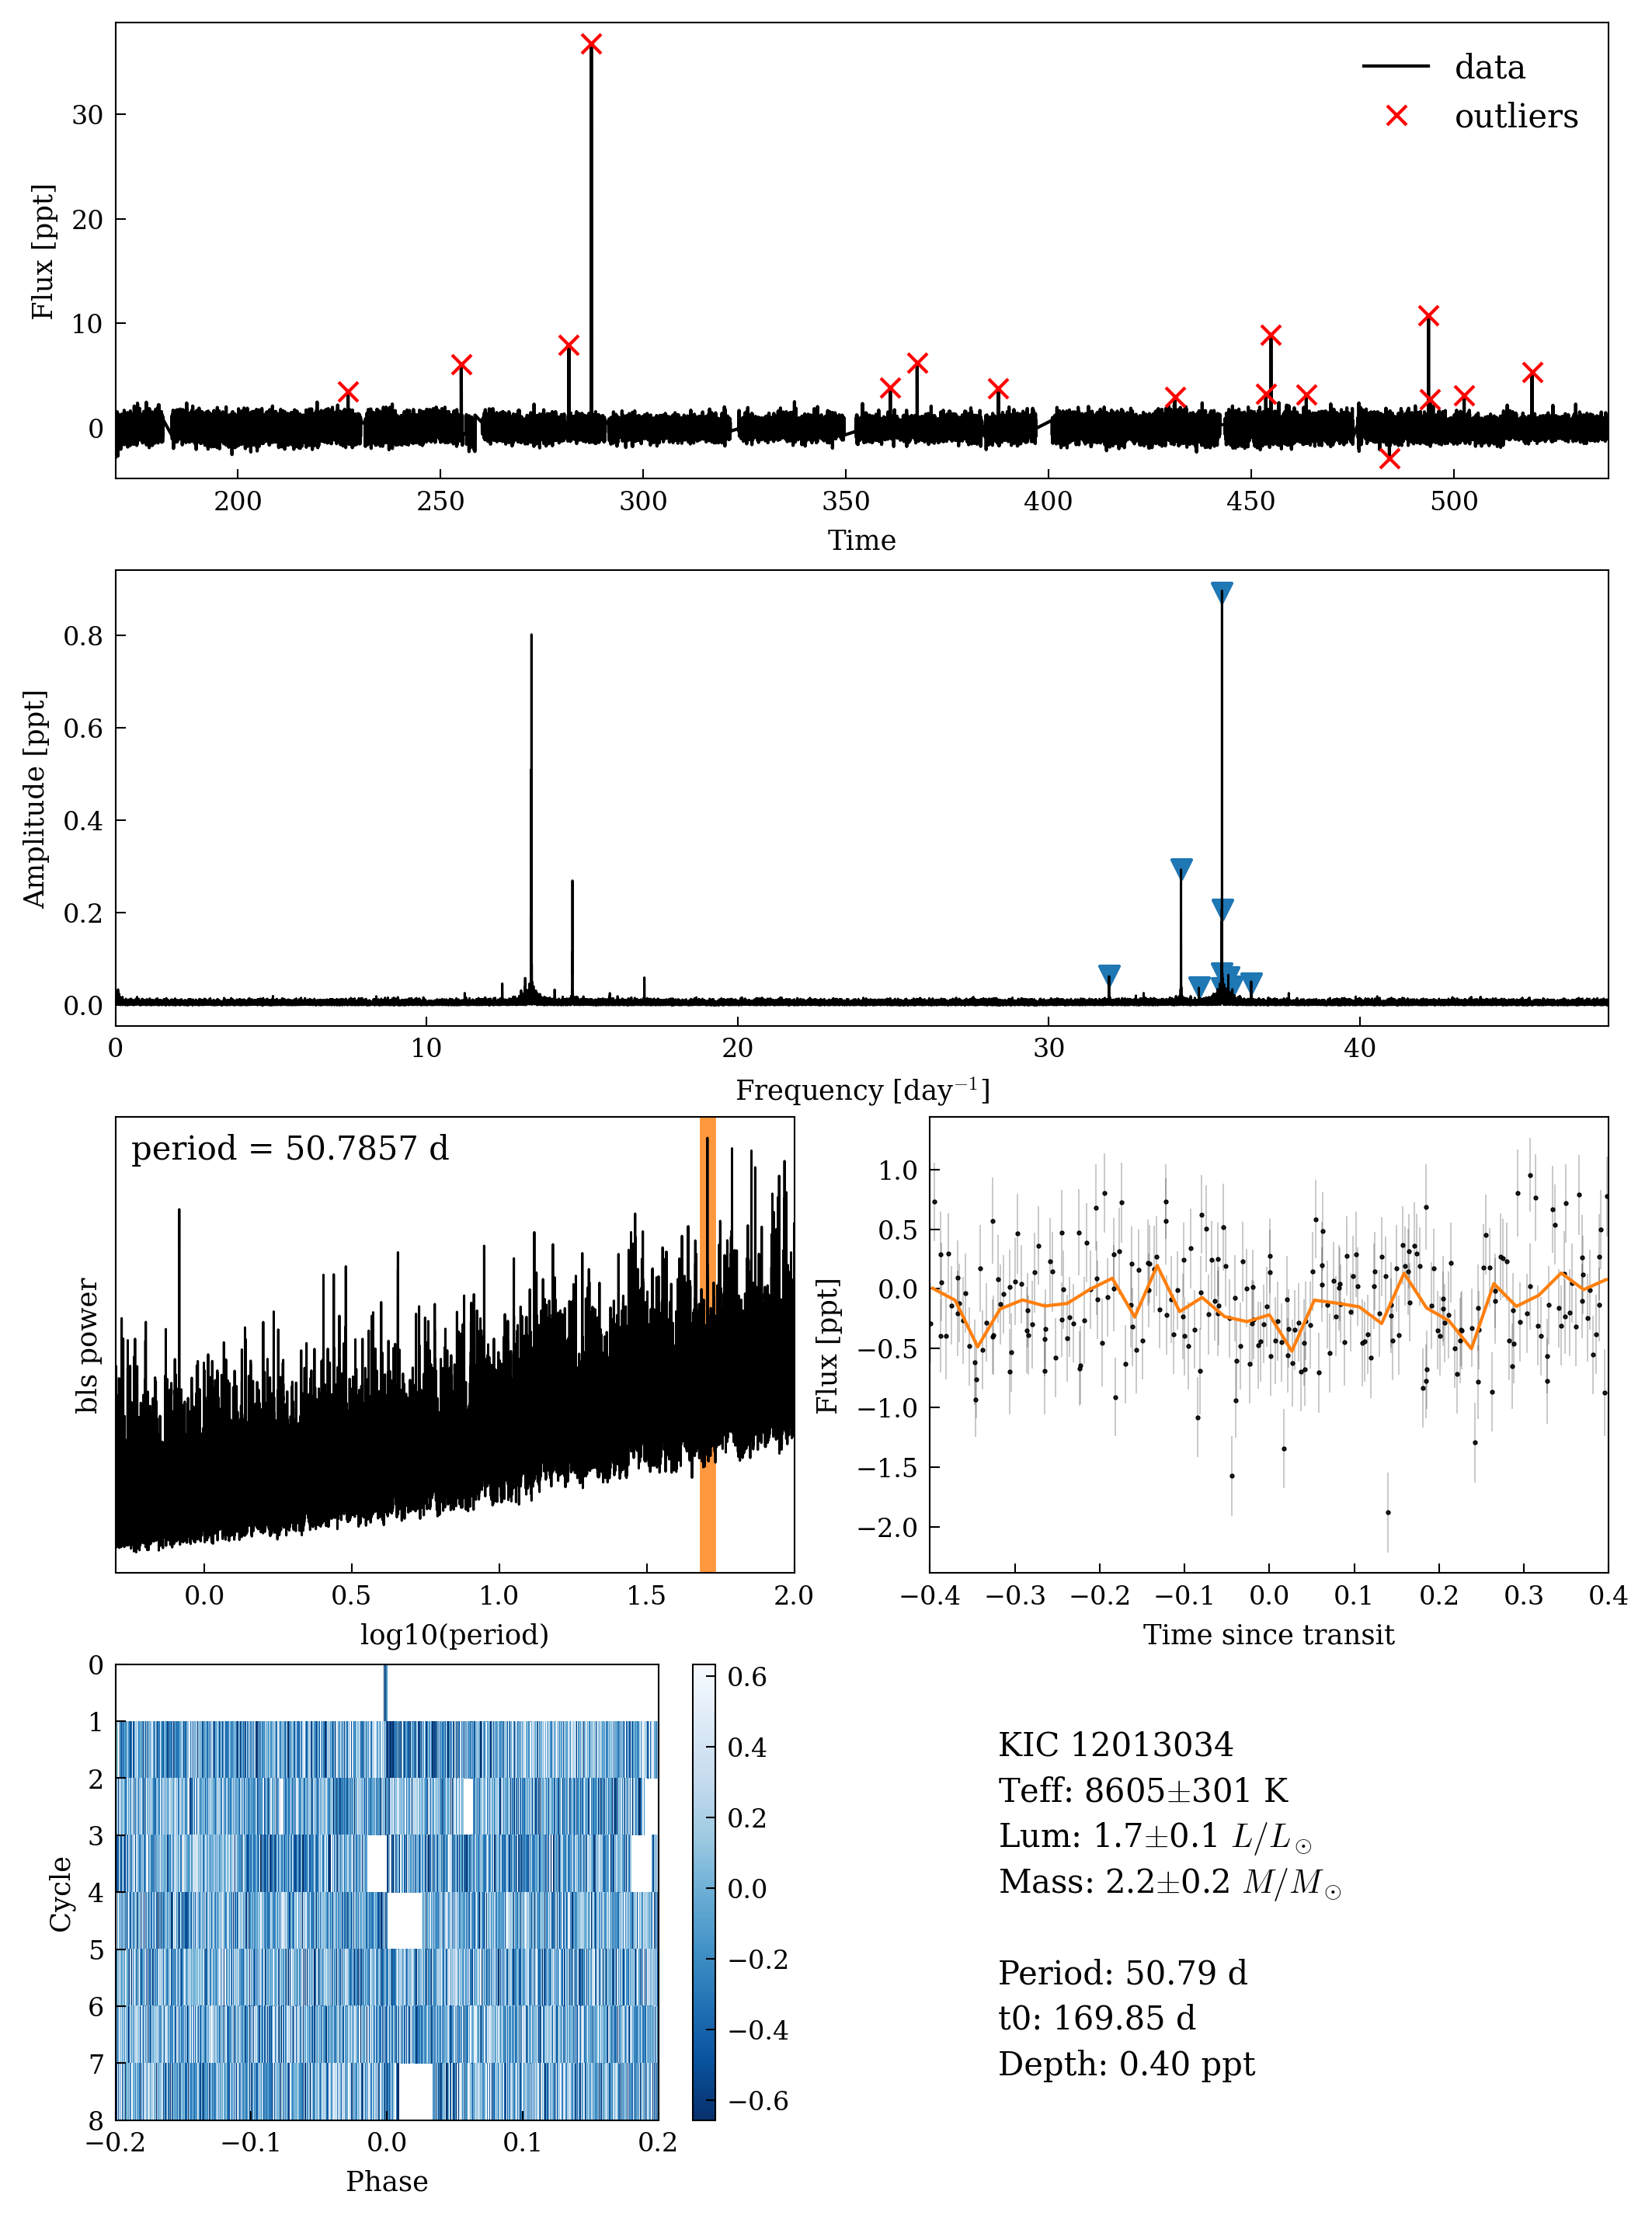 30
20
10
0
Flux [ppt]
data
outliers
200 250 300 350 400 450 500
Time
0.8
0.6
0.4
0.2
0.0
Amplitude [ppt]
0 10 20 30 40
Frequency [day⁻¹]
period = 50.7857 d
bls power
0.0 0.5 1.0 1.5 2.0
log10(period)
1.0
0.5
0.0
−0.5
−1.0
−1.5
−2.0
Flux [ppt]
−0.4 −0.3 −0.2 −0.1 0.0 0.1 0.2 0.3 0.4
Time since transit
0
1
2
3
4
5
6
7
8
Cycle
−0.2 −0.1 0.0 0.1 0.2
Phase
0.6
0.4
0.2
0.0
−0.2
−0.4
−0.6
KIC 12013034
Teff: 8605±301 K
Lum: 1.7±0.1 L/L⊙
Mass: 2.2±0.2 M/M⊙
Period: 50.79 d
t0: 169.85 d
Depth: 0.40 ppt